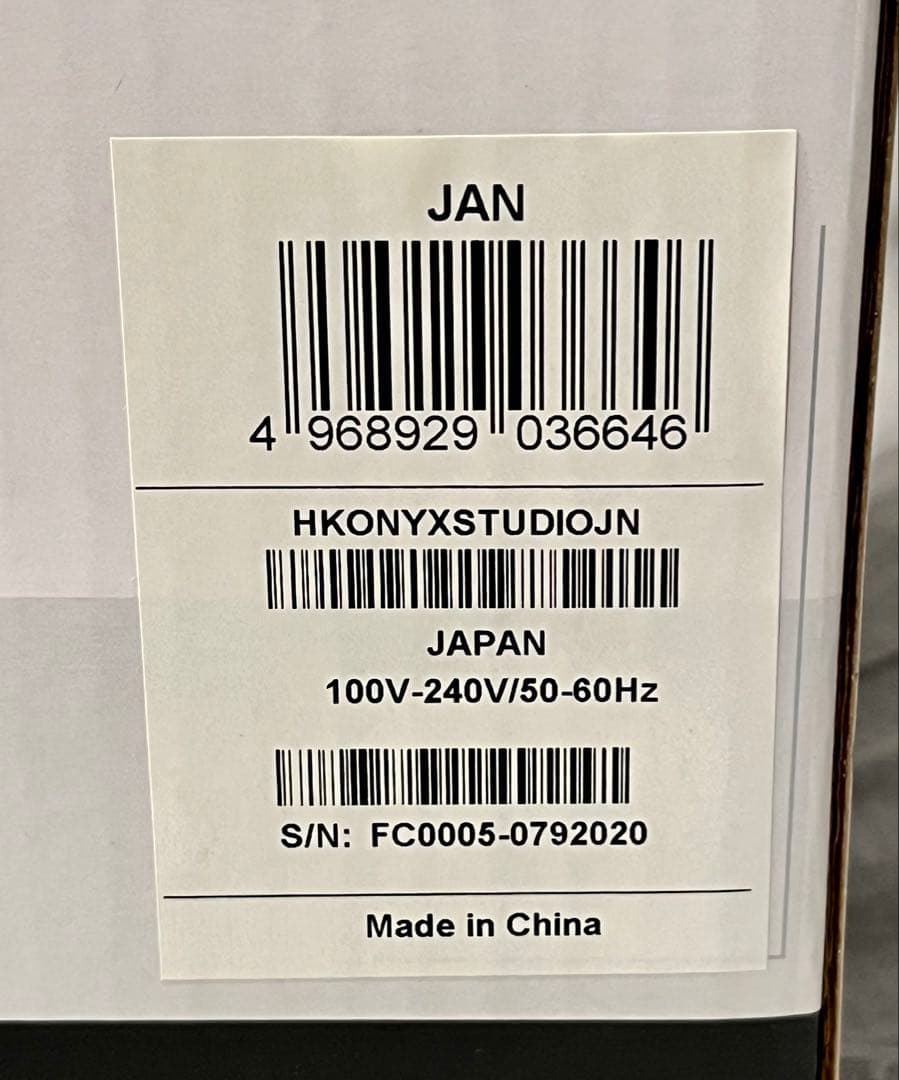 JAN
4 968929 036646
HKONYXSTUDIOJN
JAPAN
100V-240V/50-60Hz
S/N: FC0005-0792020
Made in China